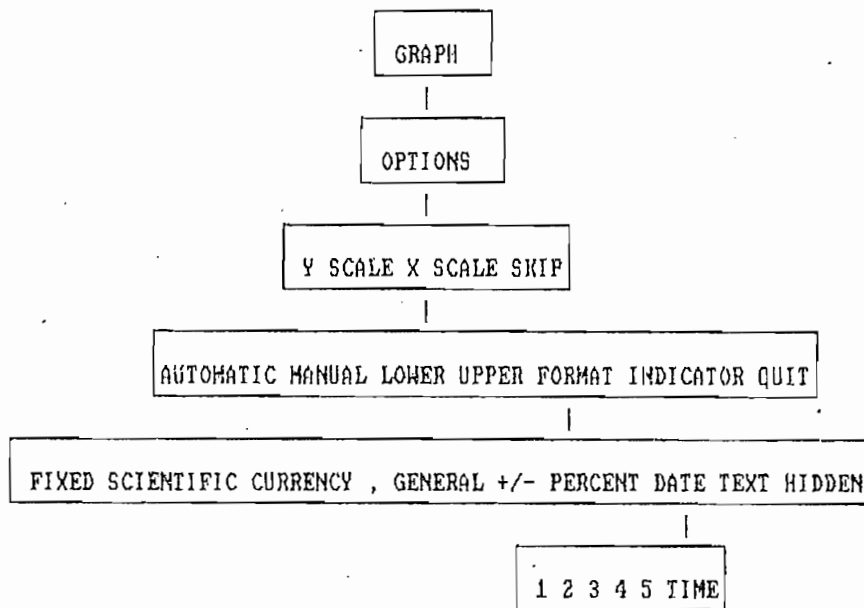 GRAPH
OPTIONS
Y SCALE X SCALE SKIP
AUTOMATIC MANUAL LOWER UPPER FORMAT INDICATOR QUIT
FIXED SCIENTIFIC CURRENCY , GENERAL +/- PERCENT DATE TEXT HIDDEN
1 2 3 4 5 TIME